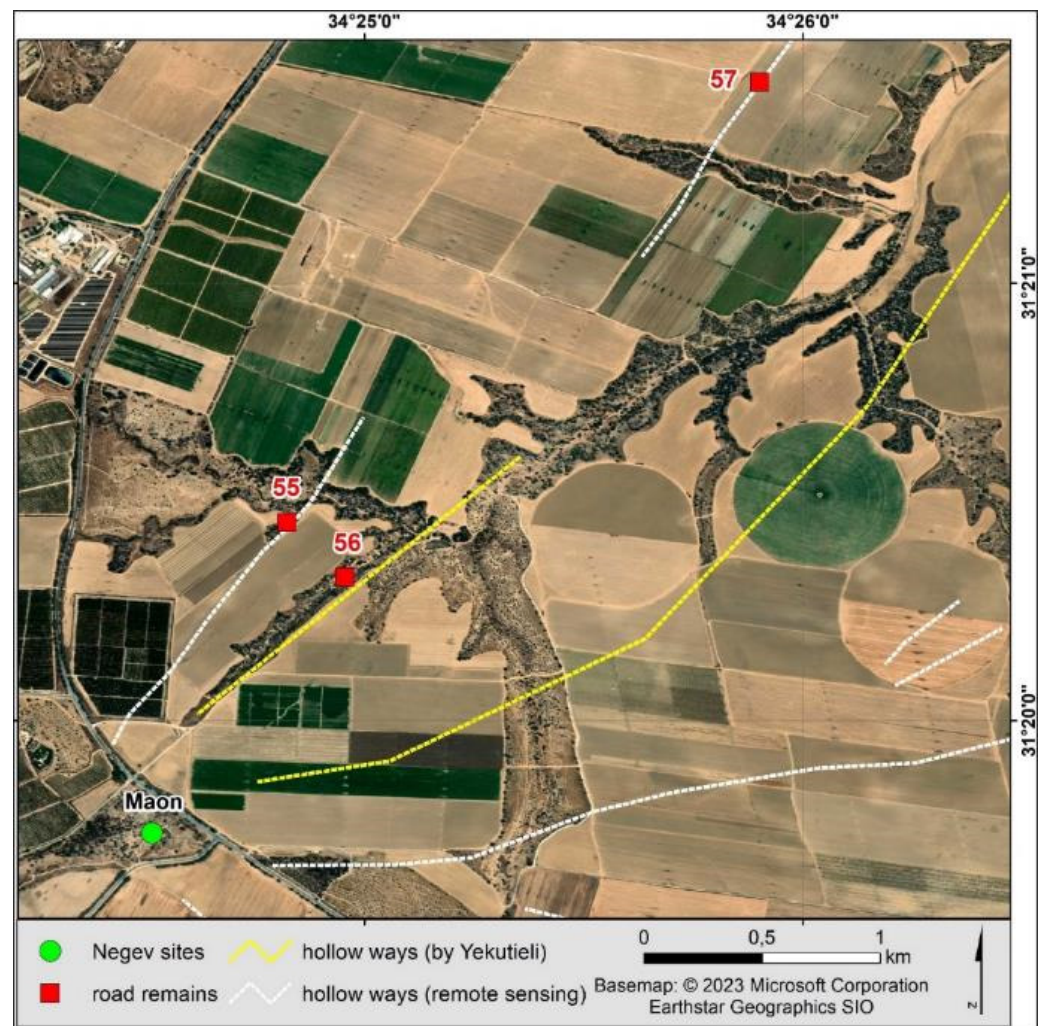 34°25'0"
34°26'0"
57
31°21'0"
55
56
31°20'0"
Maon
Negev sites
hollow ways (by Yekutieli)
0 0,5 1
km
road remains
hollow ways (remote sensing)
Basemap: © 2023 Microsoft Corporation
Earthstar Geographics SIO
z